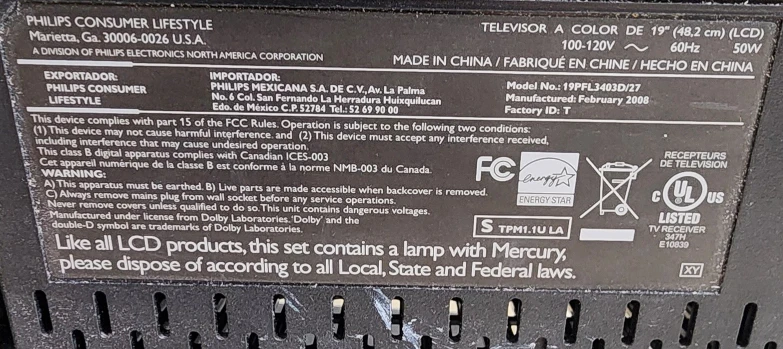 PHILIPS CONSUMER LIFESTYLE
Marietta, Ga. 30006-0026 U.S.A.
A DIVISION OF PHILIPS ELECTRONICS NORTH AMERICA CORPORATION
TELEVISOR A COLOR DE 19" (48,2 cm) (LCD)
100-120V ~ 60Hz 50W
MADE IN CHINA / FABRIQUÉ EN CHINE / HECHO EN CHINA
EXPORTADOR:
PHILIPS CONSUMER
LIFESTYLE
IMPORTADOR:
PHILIPS MEXICANA S.A. DE C.V., Av. La Palma
No. 6 Col. San Fernando La Herradura Huixquilucan
Edo. de México C.P. 52784 Tel.: 52 69 90 00
Model No.: 19PFL3403D/27
Manufactured: February 2008
Factory ID: T
This device complies with part 15 of the FCC Rules. Operation is subject to the following two conditions:
(1) This device may not cause harmful interference. and (2) This device must accept any interference received,
including interference that may cause undesired operation.
This class B digital apparatus complies with Canadian ICES-003
Cet appareil numérique de la classe B est conforme à la norme NMB-003 du Canada.
WARNING:
A) This apparatus must be earthed. B) Live parts are made accessible when backcover is removed.
C) Always remove mains plug from wall socket before any service operations.
Never remove covers unless qualified to do so. This unit contains dangerous voltages.
Manufactured under license from Dolby Laboratories. 'Dolby' and the
double-D symbol are trademarks of Dolby Laboratories.
Like all LCD products, this set contains a lamp with Mercury,
please dispose of according to all Local, State and Federal laws.
FC
energy
ENERGY STAR
S TPM1.1U LA
RECEPTEURS
DE TELEVISION
c UL US
LISTED
TV RECEIVER
347H
E10839
XY